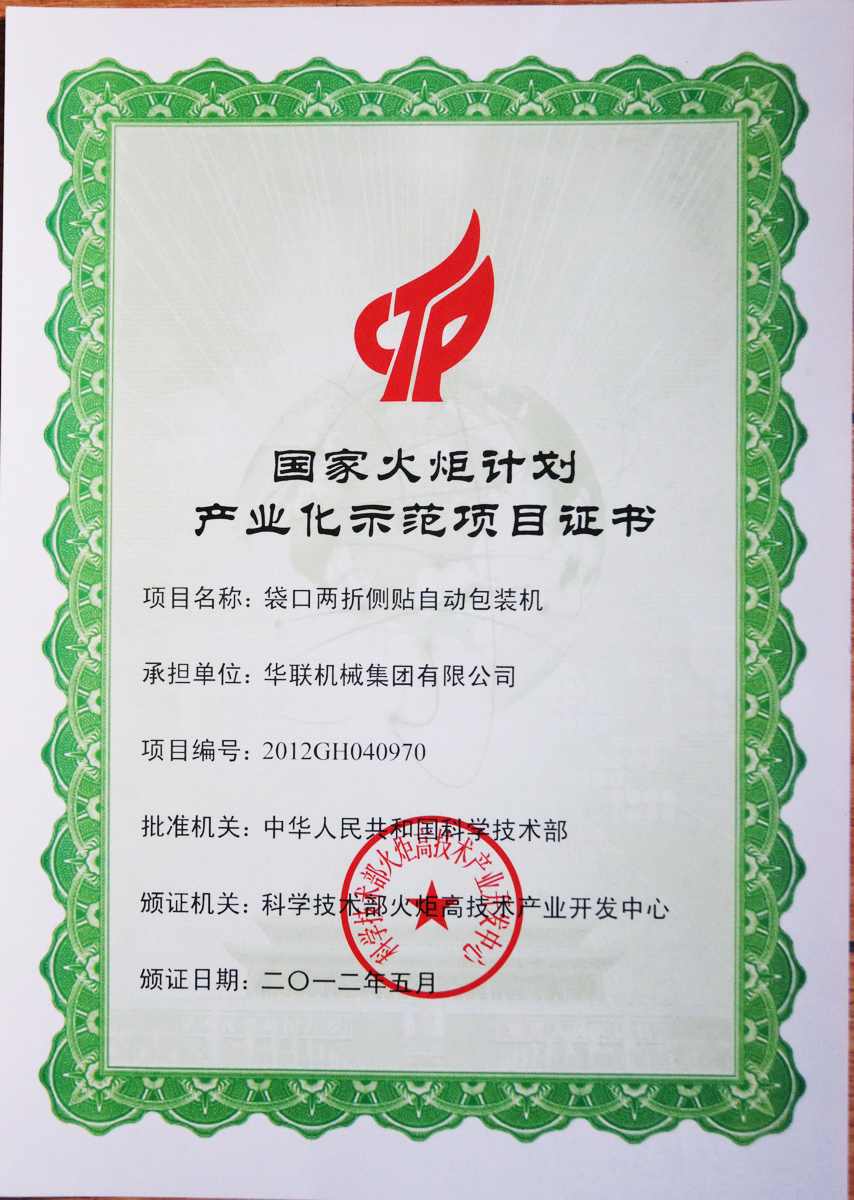 CTP
国家火炬计划
产业化示范项目证书
项目名称：袋口两折侧贴自动包装机
承担单位：华联机械集团有限公司
项目编号：2012GH040970
批准机关：中华人民共和国科学技术部
颁证机关：科学技术部火炬高技术产业开发中心
颁证日期：二〇一二年五月
科学技术部火炬高技术产业开发中心